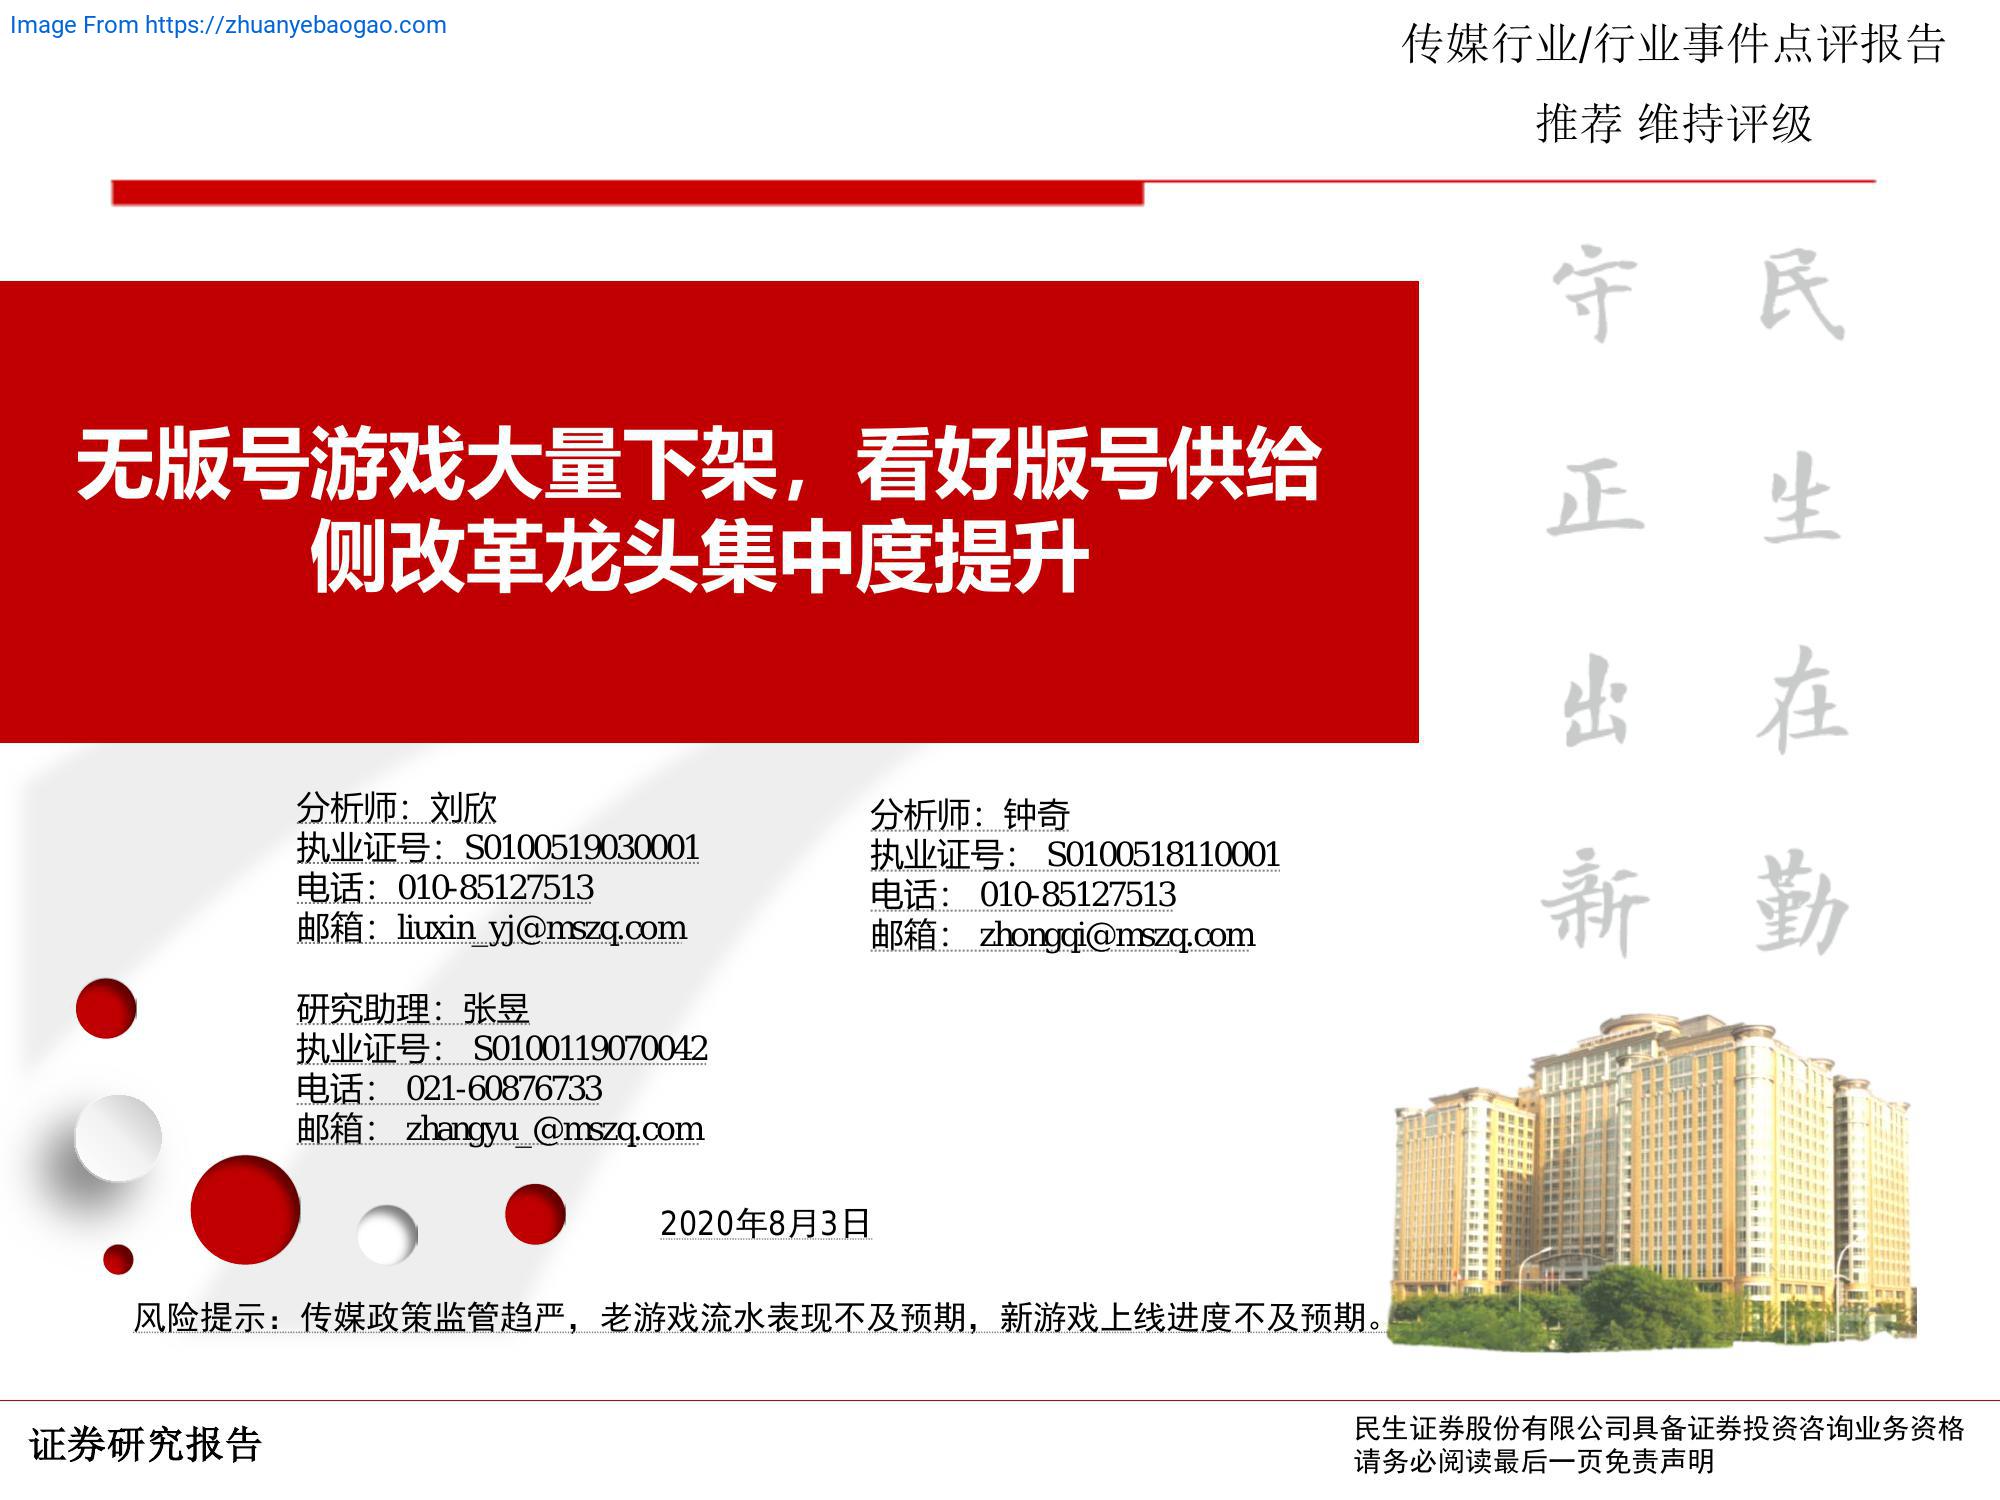 Image From https://zhuanyebaogao.com
传媒行业/行业事件点评报告
推荐 维持评级
无版号游戏大量下架，看好版号供给
侧改革龙头集中度提升
民生在勤
守正出新
分析师：刘欣
执业证号：S0100519030001
电话：010-85127513
邮箱：liuxin_yj@mszq.com
分析师：钟奇
执业证号： S0100518110001
电话： 010-85127513
邮箱： zhongqi@mszq.com
研究助理：张昱
执业证号： S0100119070042
电话： 021-60876733
邮箱： zhangyu_@mszq.com
2020年8月3日
风险提示：传媒政策监管趋严，老游戏流水表现不及预期，新游戏上线进度不及预期。
证券研究报告
民生证券股份有限公司具备证券投资咨询业务资格
请务必阅读最后一页免责声明